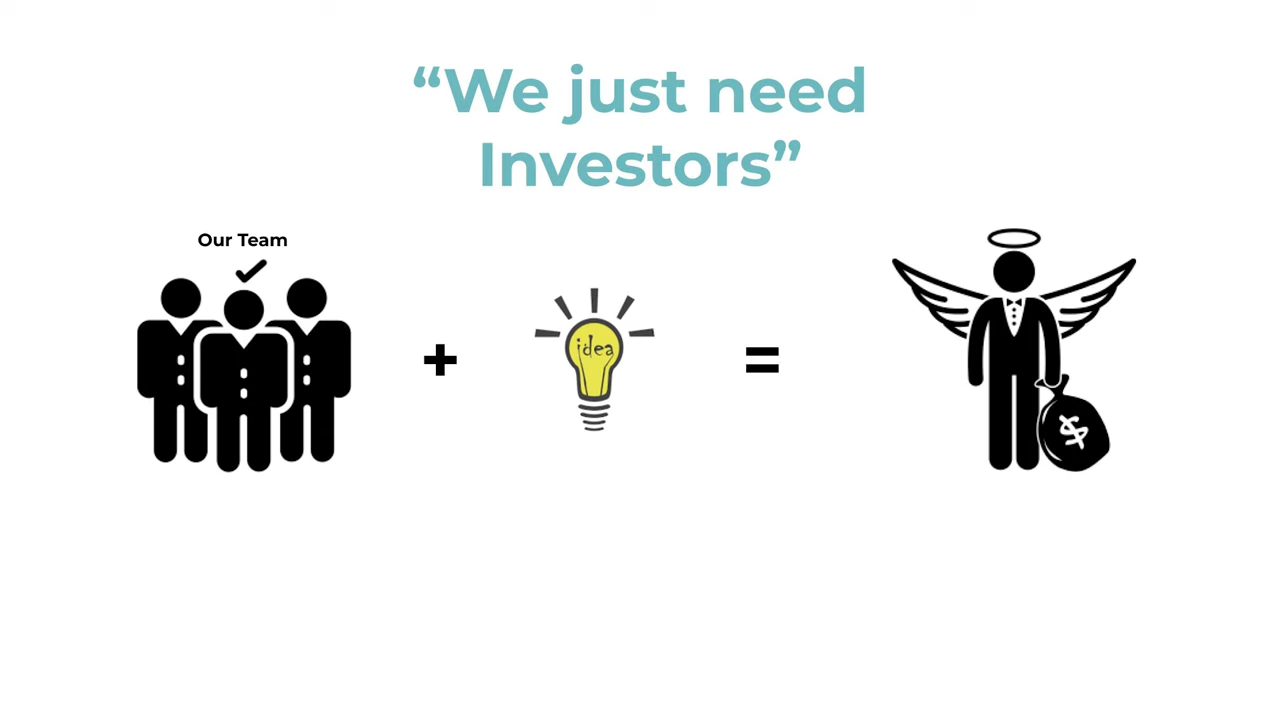 “We just need
Investors”
Our Team
+
idea
=
$